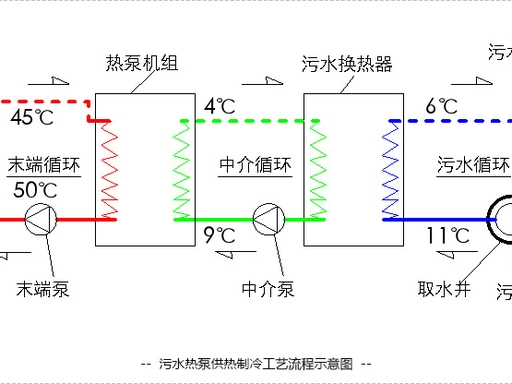 污水
热泵机组
污水换热器
45℃
4℃
6℃
末端循环
中介循环
污水循环
50℃
9℃
11℃
末端泵
中介泵
取水井
污
-- 污水热泵供热制冷工艺流程示意图 --